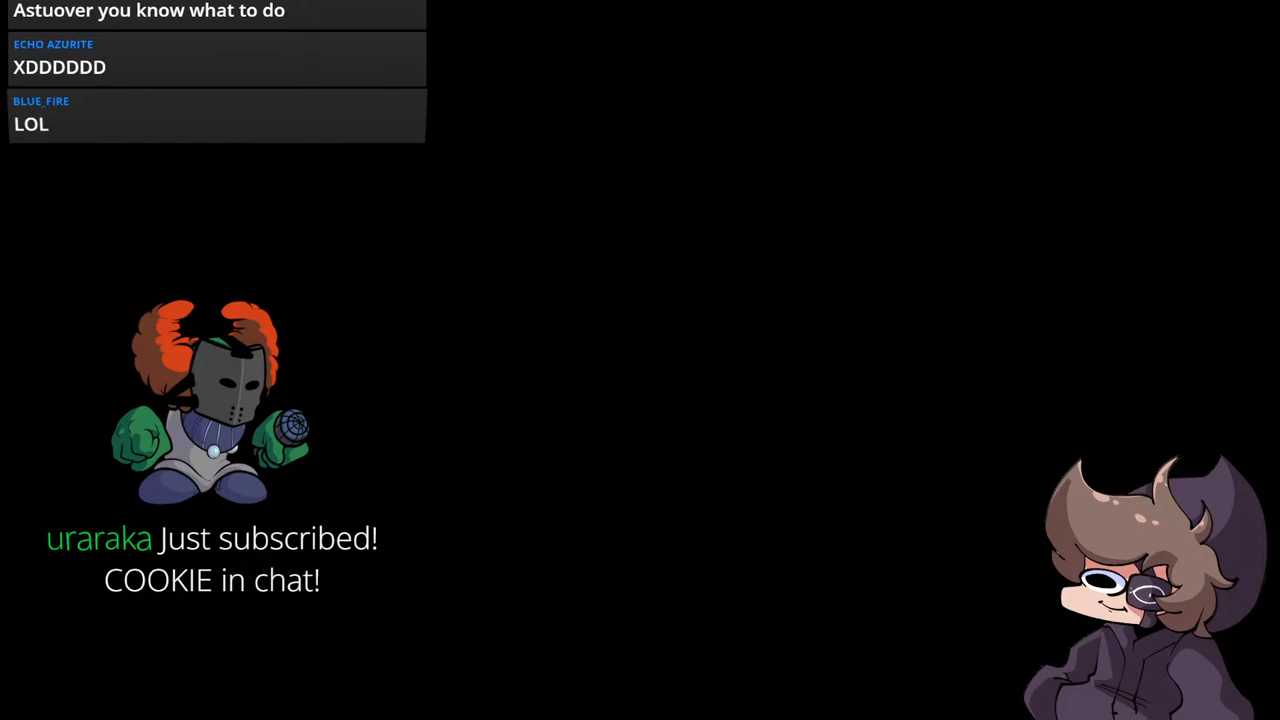 Astuover you know what to do
ECHO AZURITE
XDDDDDD
BLUE_FIRE
LOL
uraraka Just subscribed!
COOKIE in chat!